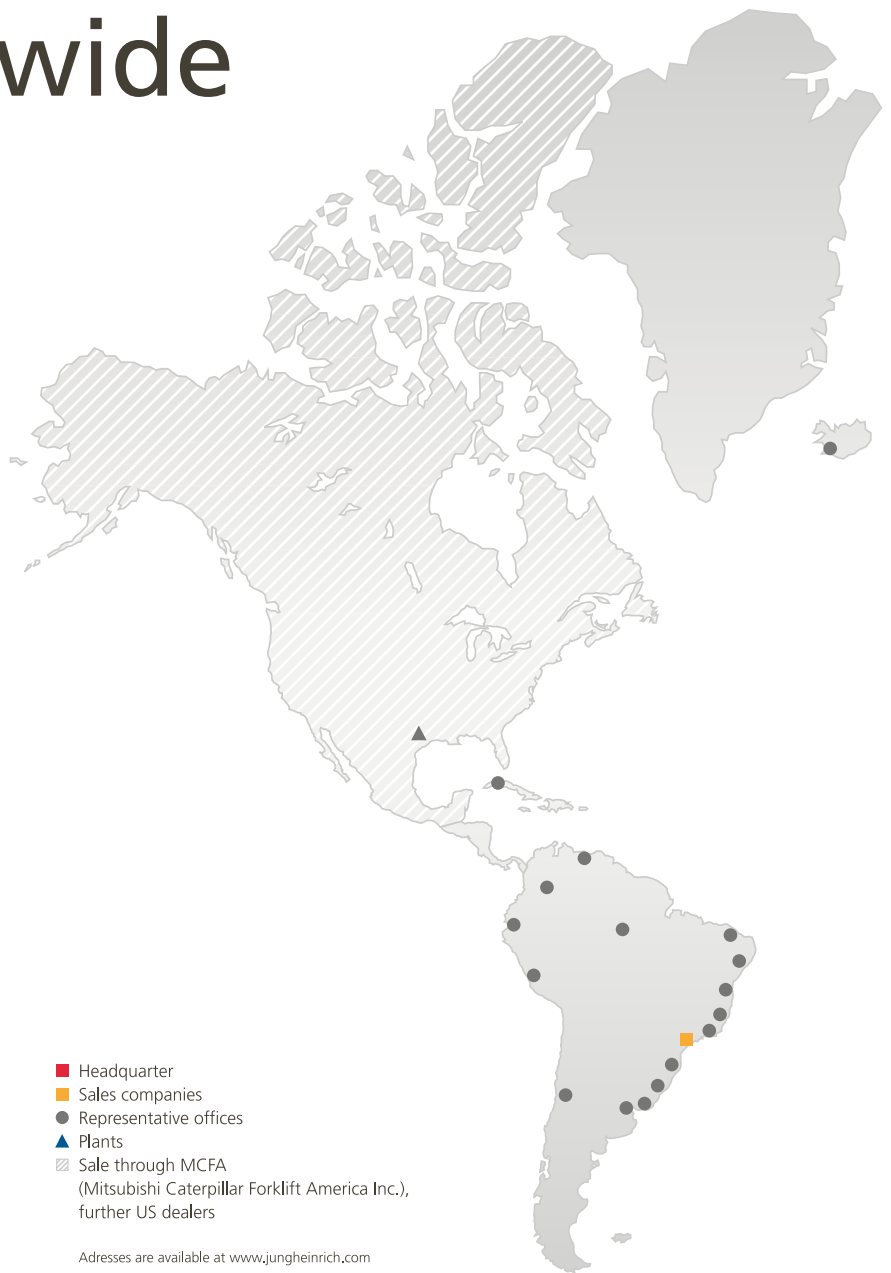 wide
Headquarter
Sales companies
Representative offices
Plants
Sale through MCFA
(Mitsubishi Caterpillar Forklift America Inc.),
further US dealers
Adresses are available at www.jungheinrich.com